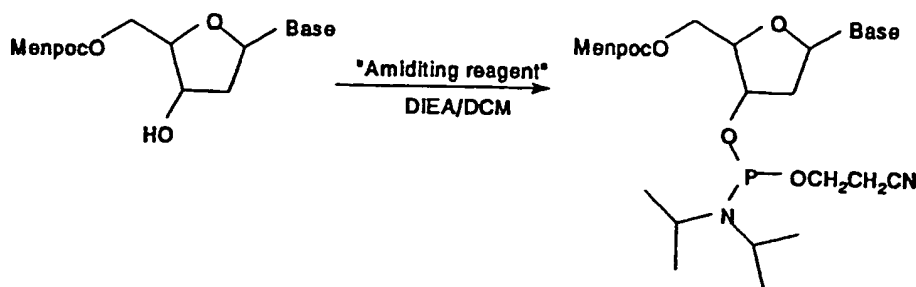 MenpocO
O
Base
HO
"Amiditing reagent"
DIEA/DCM
MenpocO
O
Base
O
P
OCH2CH2CN
N